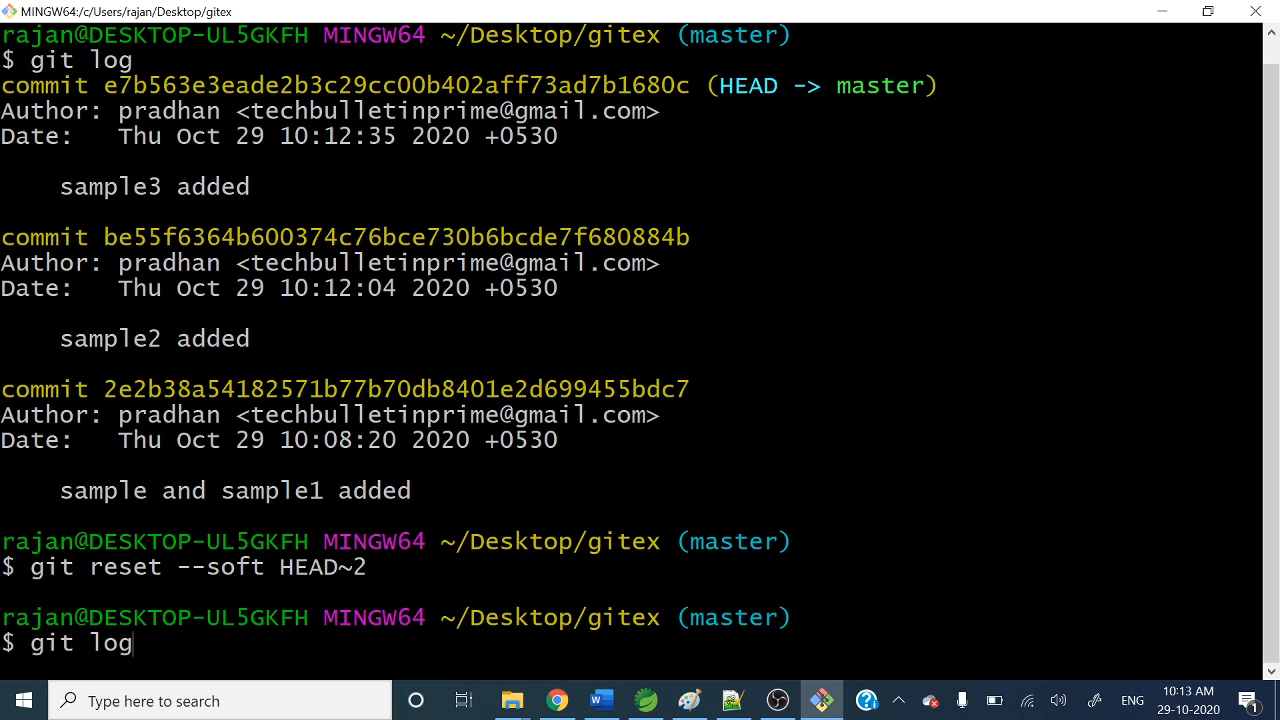 MINGW64:/c/Users/rajan/Desktop/gitex
rajan@DESKTOP-UL5GKFH MINGW64 ~/Desktop/gitex (master)
$ git log
commit e7b563e3eade2b3c29cc00b402aff73ad7b1680c (HEAD -> master)
Author: pradhan <techbulletinprime@gmail.com>
Date:   Thu Oct 29 10:12:35 2020 +0530
    sample3 added
commit be55f6364b600374c76bce730b6bcde7f680884b
Author: pradhan <techbulletinprime@gmail.com>
Date:   Thu Oct 29 10:12:04 2020 +0530
    sample2 added
commit 2e2b38a54182571b77b70db8401e2d699455bdc7
Author: pradhan <techbulletinprime@gmail.com>
Date:   Thu Oct 29 10:08:20 2020 +0530
    sample and sample1 added
rajan@DESKTOP-UL5GKFH MINGW64 ~/Desktop/gitex (master)
$ git reset --soft HEAD~2
rajan@DESKTOP-UL5GKFH MINGW64 ~/Desktop/gitex (master)
$ git log
Type here to search
ENG
10:13 AM
29-10-2020
1